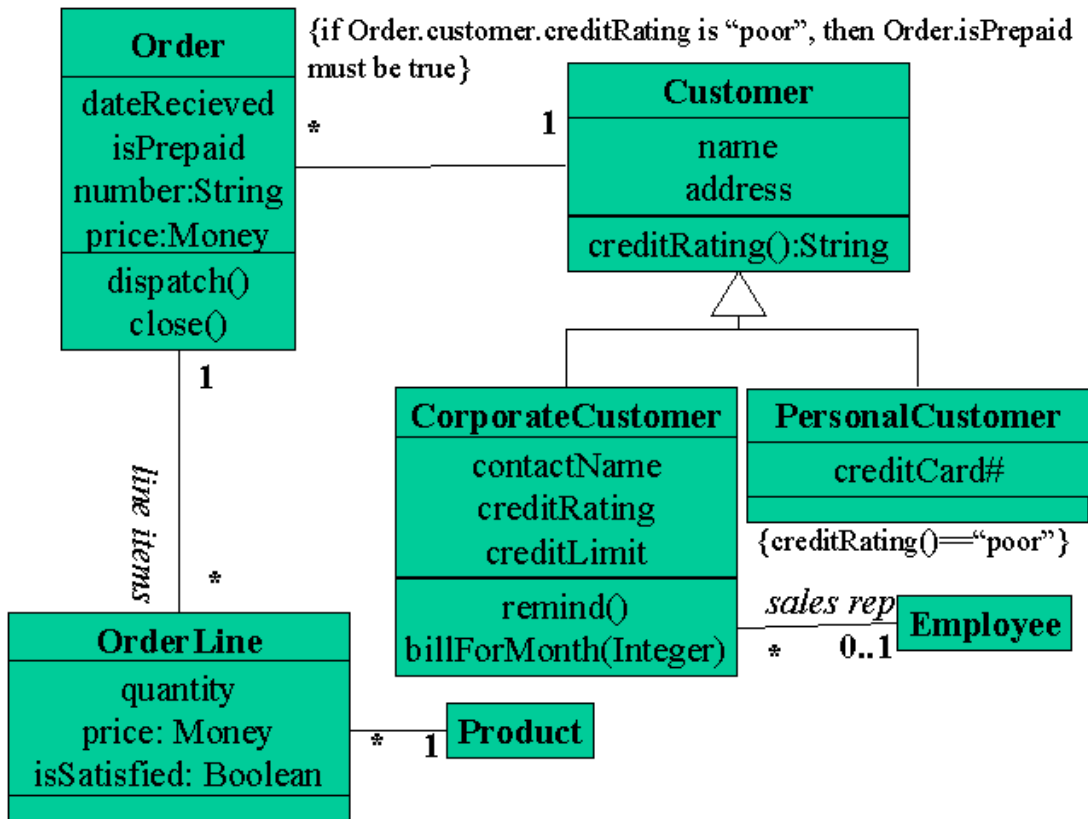 Order
dateRecieved
isPrepaid
number:String
price:Money
dispatch()
close()
{if Order.customer.creditRating is “poor”, then Order.isPrepaid
must be true}
*
1
Customer
name
address
creditRating():String
1
line items
*
CorporateCustomer
contactName
creditRating
creditLimit
remind()
billForMonth(Integer)
PersonalCustomer
creditCard#
{creditRating()==“poor”}
sales rep
*
0..1
Employee
OrderLine
quantity
price: Money
isSatisfied: Boolean
*
1
Product